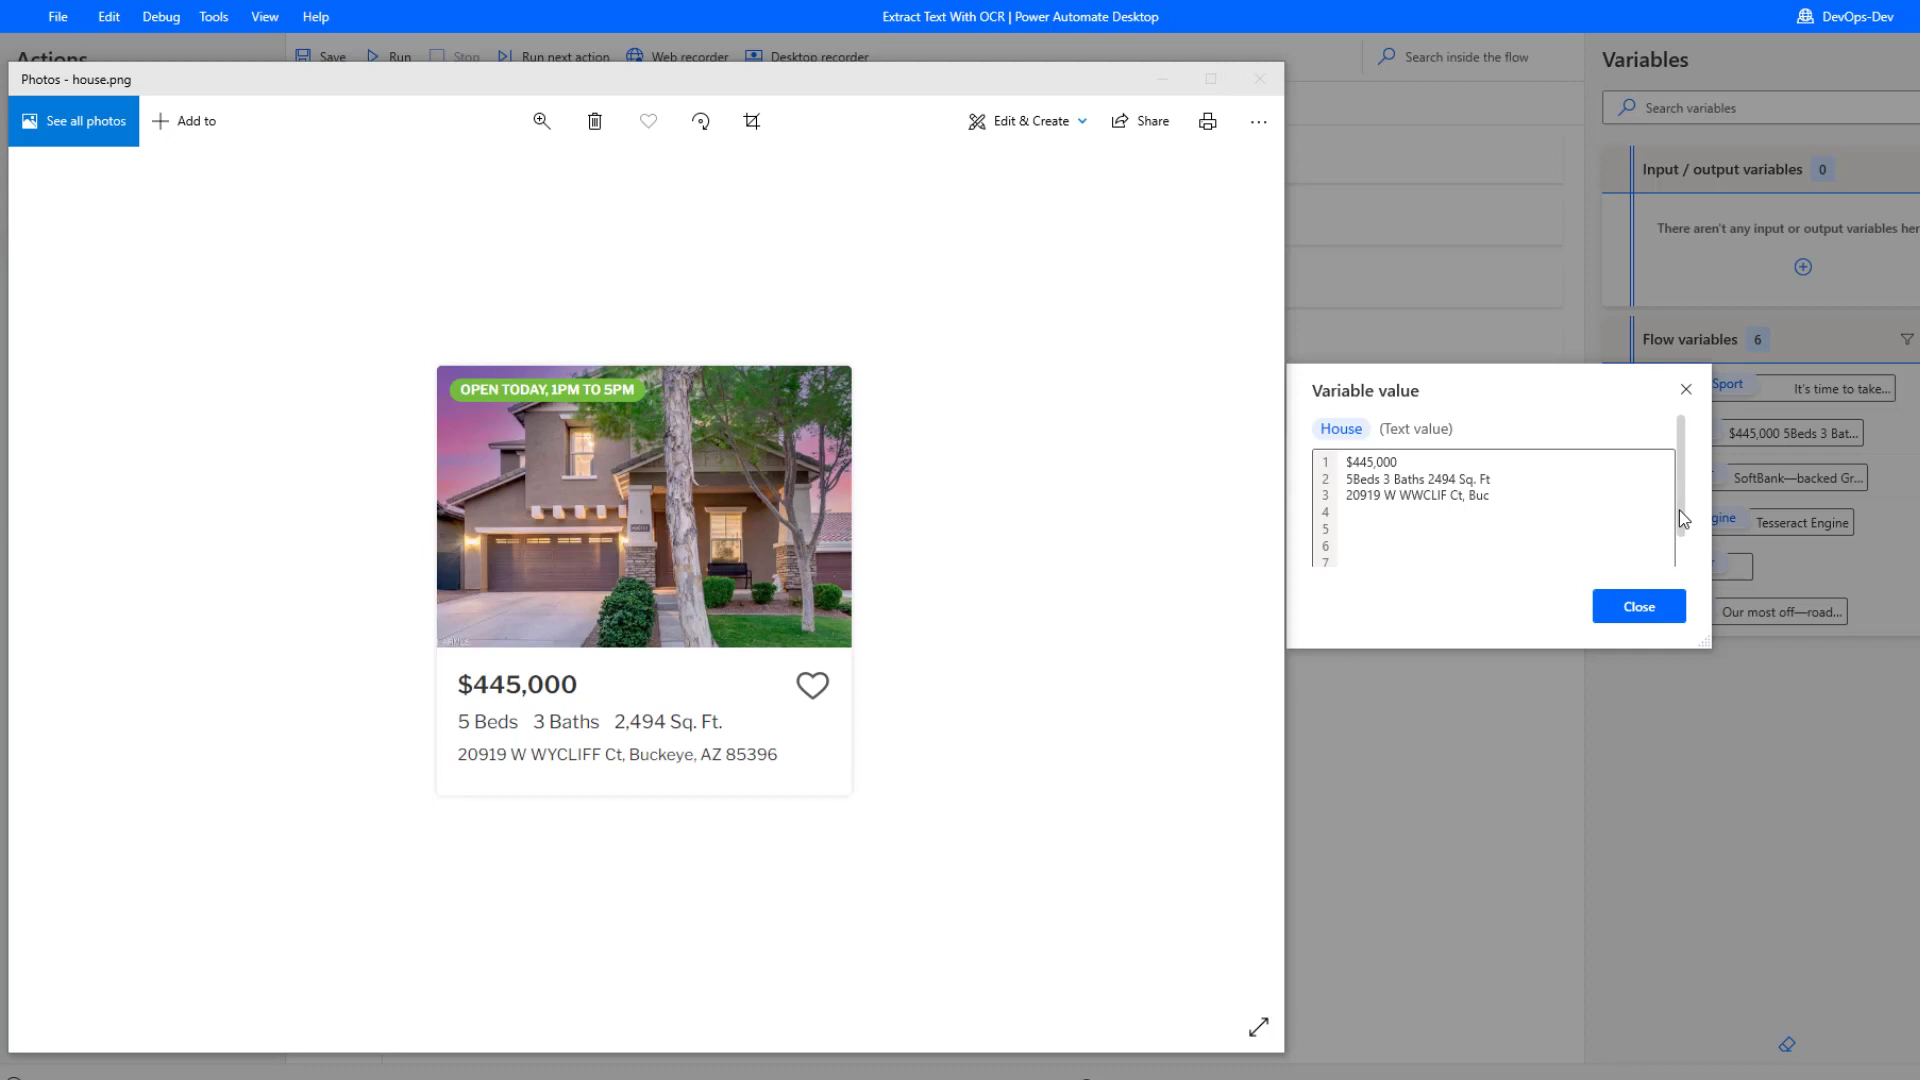 File Edit Debug Tools View Help
Extract Text With OCR | Power Automate Desktop
DevOps-Dev
Actions
Save Run Stop Run next action Web recorder Desktop recorder
Search inside the flow
Variables
Search variables
Input / output variables 0
There aren't any input or output variables her
Flow variables 6
Sport It's time to take...
$445,000 5Beds 3 Bat...
SoftBank—backed Gr...
gine Tesseract Engine
Our most off—road...
Photos - house.png
See all photos
Add to
Edit & Create
Share
OPEN TODAY, 1PM TO 5PM
$445,000
5 Beds 3 Baths 2,494 Sq. Ft.
20919 W WYCLIFF Ct, Buckeye, AZ 85396
Variable value
House (Text value)
1 $445,000
2 5Beds 3 Baths 2494 Sq. Ft
3 20919 W WWCLIF Ct, Buc
4
5
6
7
Close